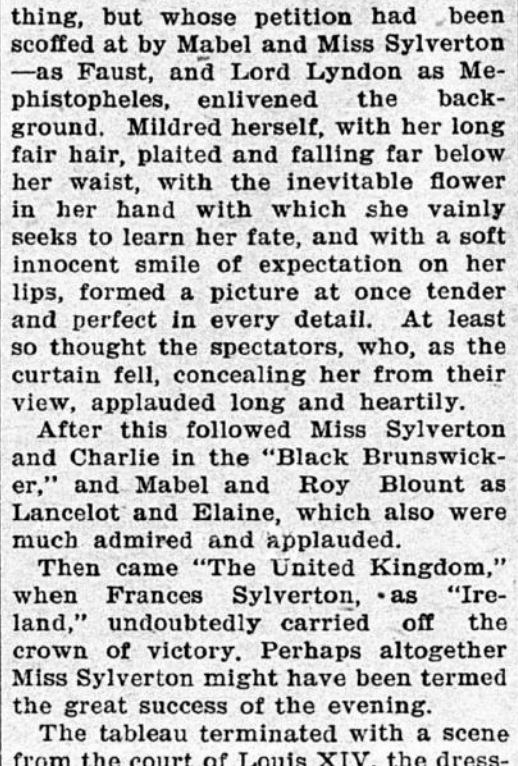 thing, but whose petition had been
scoffed at by Mabel and Miss Sylverton
—as Faust, and Lord Lyndon as Me-
phistopheles, enlivened the back-
ground. Mildred herself, with her long
fair hair, plaited and falling far below
her waist, with the inevitable flower
in her hand with which she vainly
seeks to learn her fate, and with a soft
innocent smile of expectation on her
lips, formed a picture at once tender
and perfect in every detail. At least
so thought the spectators, who, as the
curtain fell, concealing her from their
view, applauded long and heartily.
After this followed Miss Sylverton
and Charlie in the "Black Brunswick-
er," and Mabel and Roy Blount as
Lancelot and Elaine, which also were
much admired and applauded.
Then came "The United Kingdom,"
when Frances Sylverton, as "Ire-
land," undoubtedly carried off the
crown of victory. Perhaps altogether
Miss Sylverton might have been termed
the great success of the evening.
The tableau terminated with a scene
from the court of Louis XIV, the dress-